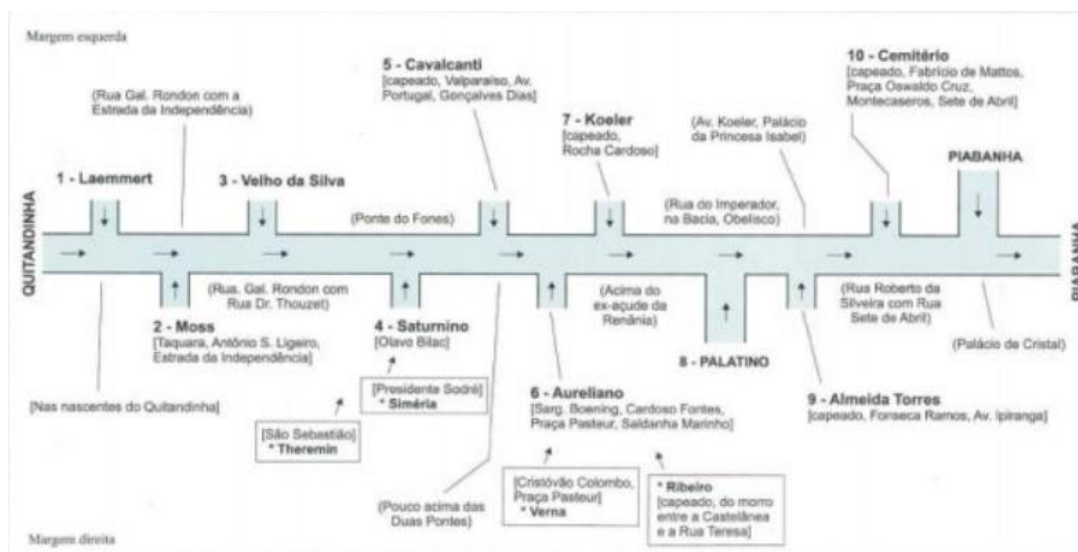 Margem esquerda
5 - Cavalcanti
[capeado, Valparaíso, Av.
Portugal, Gonçalves Dias]
10 - Cemitério
[capeado, Fabrício de Mattos,
Praça Oswaldo Cruz,
Montecaseros, Sete de Abril]
(Rua Gal. Rondon com a
Estrada da Independência)
7 - Koeler
[capeado,
Rocha Cardoso]
(Av. Koeler, Palácio
da Princesa Isabel)
PIABANHA
1 - Laemmert
3 - Velho da Silva
(Ponte do Fones)
(Rua do Imperador,
na Bacia, Obelisco)
QUITANDINHA
PIABANHA
(Rua. Gal. Rondon com
Rua Dr. Thouzet)
(Acima do
ex-açude da
Renânia)
(Rua Roberto da
Silveira com Rua
Sete de Abril)
2 - Moss
[Taquara, Antônio S. Ligeiro,
Estrada da Independência]
4 - Saturnino
[Olavo Bilac]
8 - PALATINO
(Palácio de Cristal)
[Nas nascentes do Quitandinha]
[Presidente Sodré]
* Siméria
6 - Aureliano
[Sarg. Boening, Cardoso Fontes,
Praça Pasteur, Saldanha Marinho]
9 - Almeida Torres
[capeado, Fonseca Ramos, Av. Ipiranga]
[São Sebastião]
* Theremin
(Pouco acima das
Duas Pontes)
[Cristóvão Colombo,
Praça Pasteur]
* Verna
* Ribeiro
[capeado, do morro
entre a Castelânea
e a Rua Teresa]
Margem direita